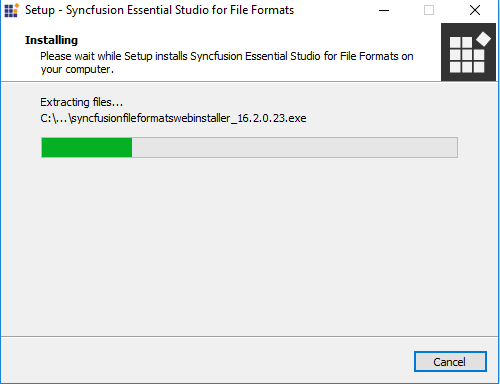 Setup - Syncfusion Essential Studio for File Formats
Installing
Please wait while Setup installs Syncfusion Essential Studio for File Formats on
your computer.
Extracting files...
C:\...\syncfusionfileformatswebinstaller_16.2.0.23.exe
Cancel